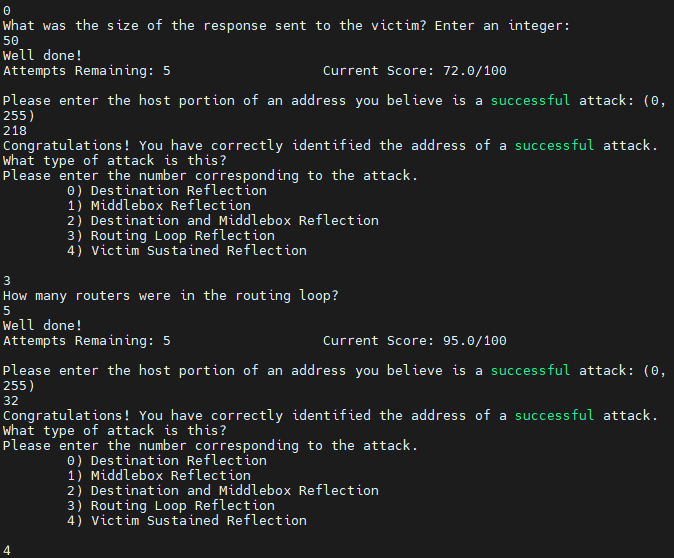 0
What was the size of the response sent to the victim? Enter an integer:
50
Well done!
Attempts Remaining: 5                   Current Score: 72.0/100
Please enter the host portion of an address you believe is a successful attack: (0,
255)
218
Congratulations! You have correctly identified the address of a successful attack.
What type of attack is this?
Please enter the number corresponding to the attack.
        0) Destination Reflection
        1) Middlebox Reflection
        2) Destination and Middlebox Reflection
        3) Routing Loop Reflection
        4) Victim Sustained Reflection
3
How many routers were in the routing loop?
5
Well done!
Attempts Remaining: 5                   Current Score: 95.0/100
Please enter the host portion of an address you believe is a successful attack: (0,
255)
32
Congratulations! You have correctly identified the address of a successful attack.
What type of attack is this?
Please enter the number corresponding to the attack.
        0) Destination Reflection
        1) Middlebox Reflection
        2) Destination and Middlebox Reflection
        3) Routing Loop Reflection
        4) Victim Sustained Reflection
4